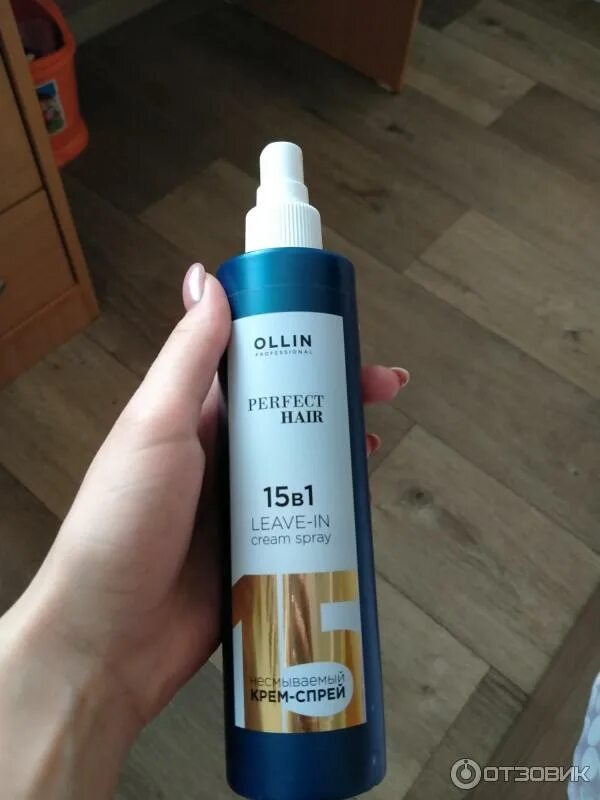 OLLIN
PROFESSIONAL
PERFECT
HAIR
15в1
LEAVE-IN
cream spray
15
несмываемый
КРЕМ-СПРЕЙ
ОТЗОВИК